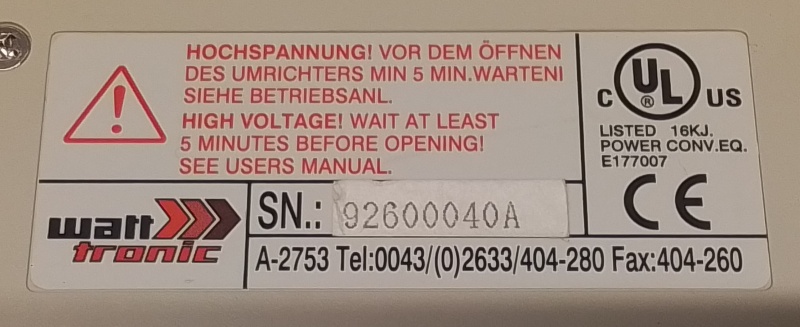 HOCHSPANNUNG! VOR DEM ÖFFNEN
DES UMRICHTERS MIN 5 MIN.WARTEN!
SIEHE BETRIEBSANL.
HIGH VOLTAGE! WAIT AT LEAST
5 MINUTES BEFORE OPENING!
SEE USERS MANUAL.
C UL US
®
LISTED 16KJ.
POWER CONV.EQ.
E177007
CE
watt
tronic
SN.: 92600040A
A-2753 Tel:0043/(0)2633/404-280 Fax:404-260